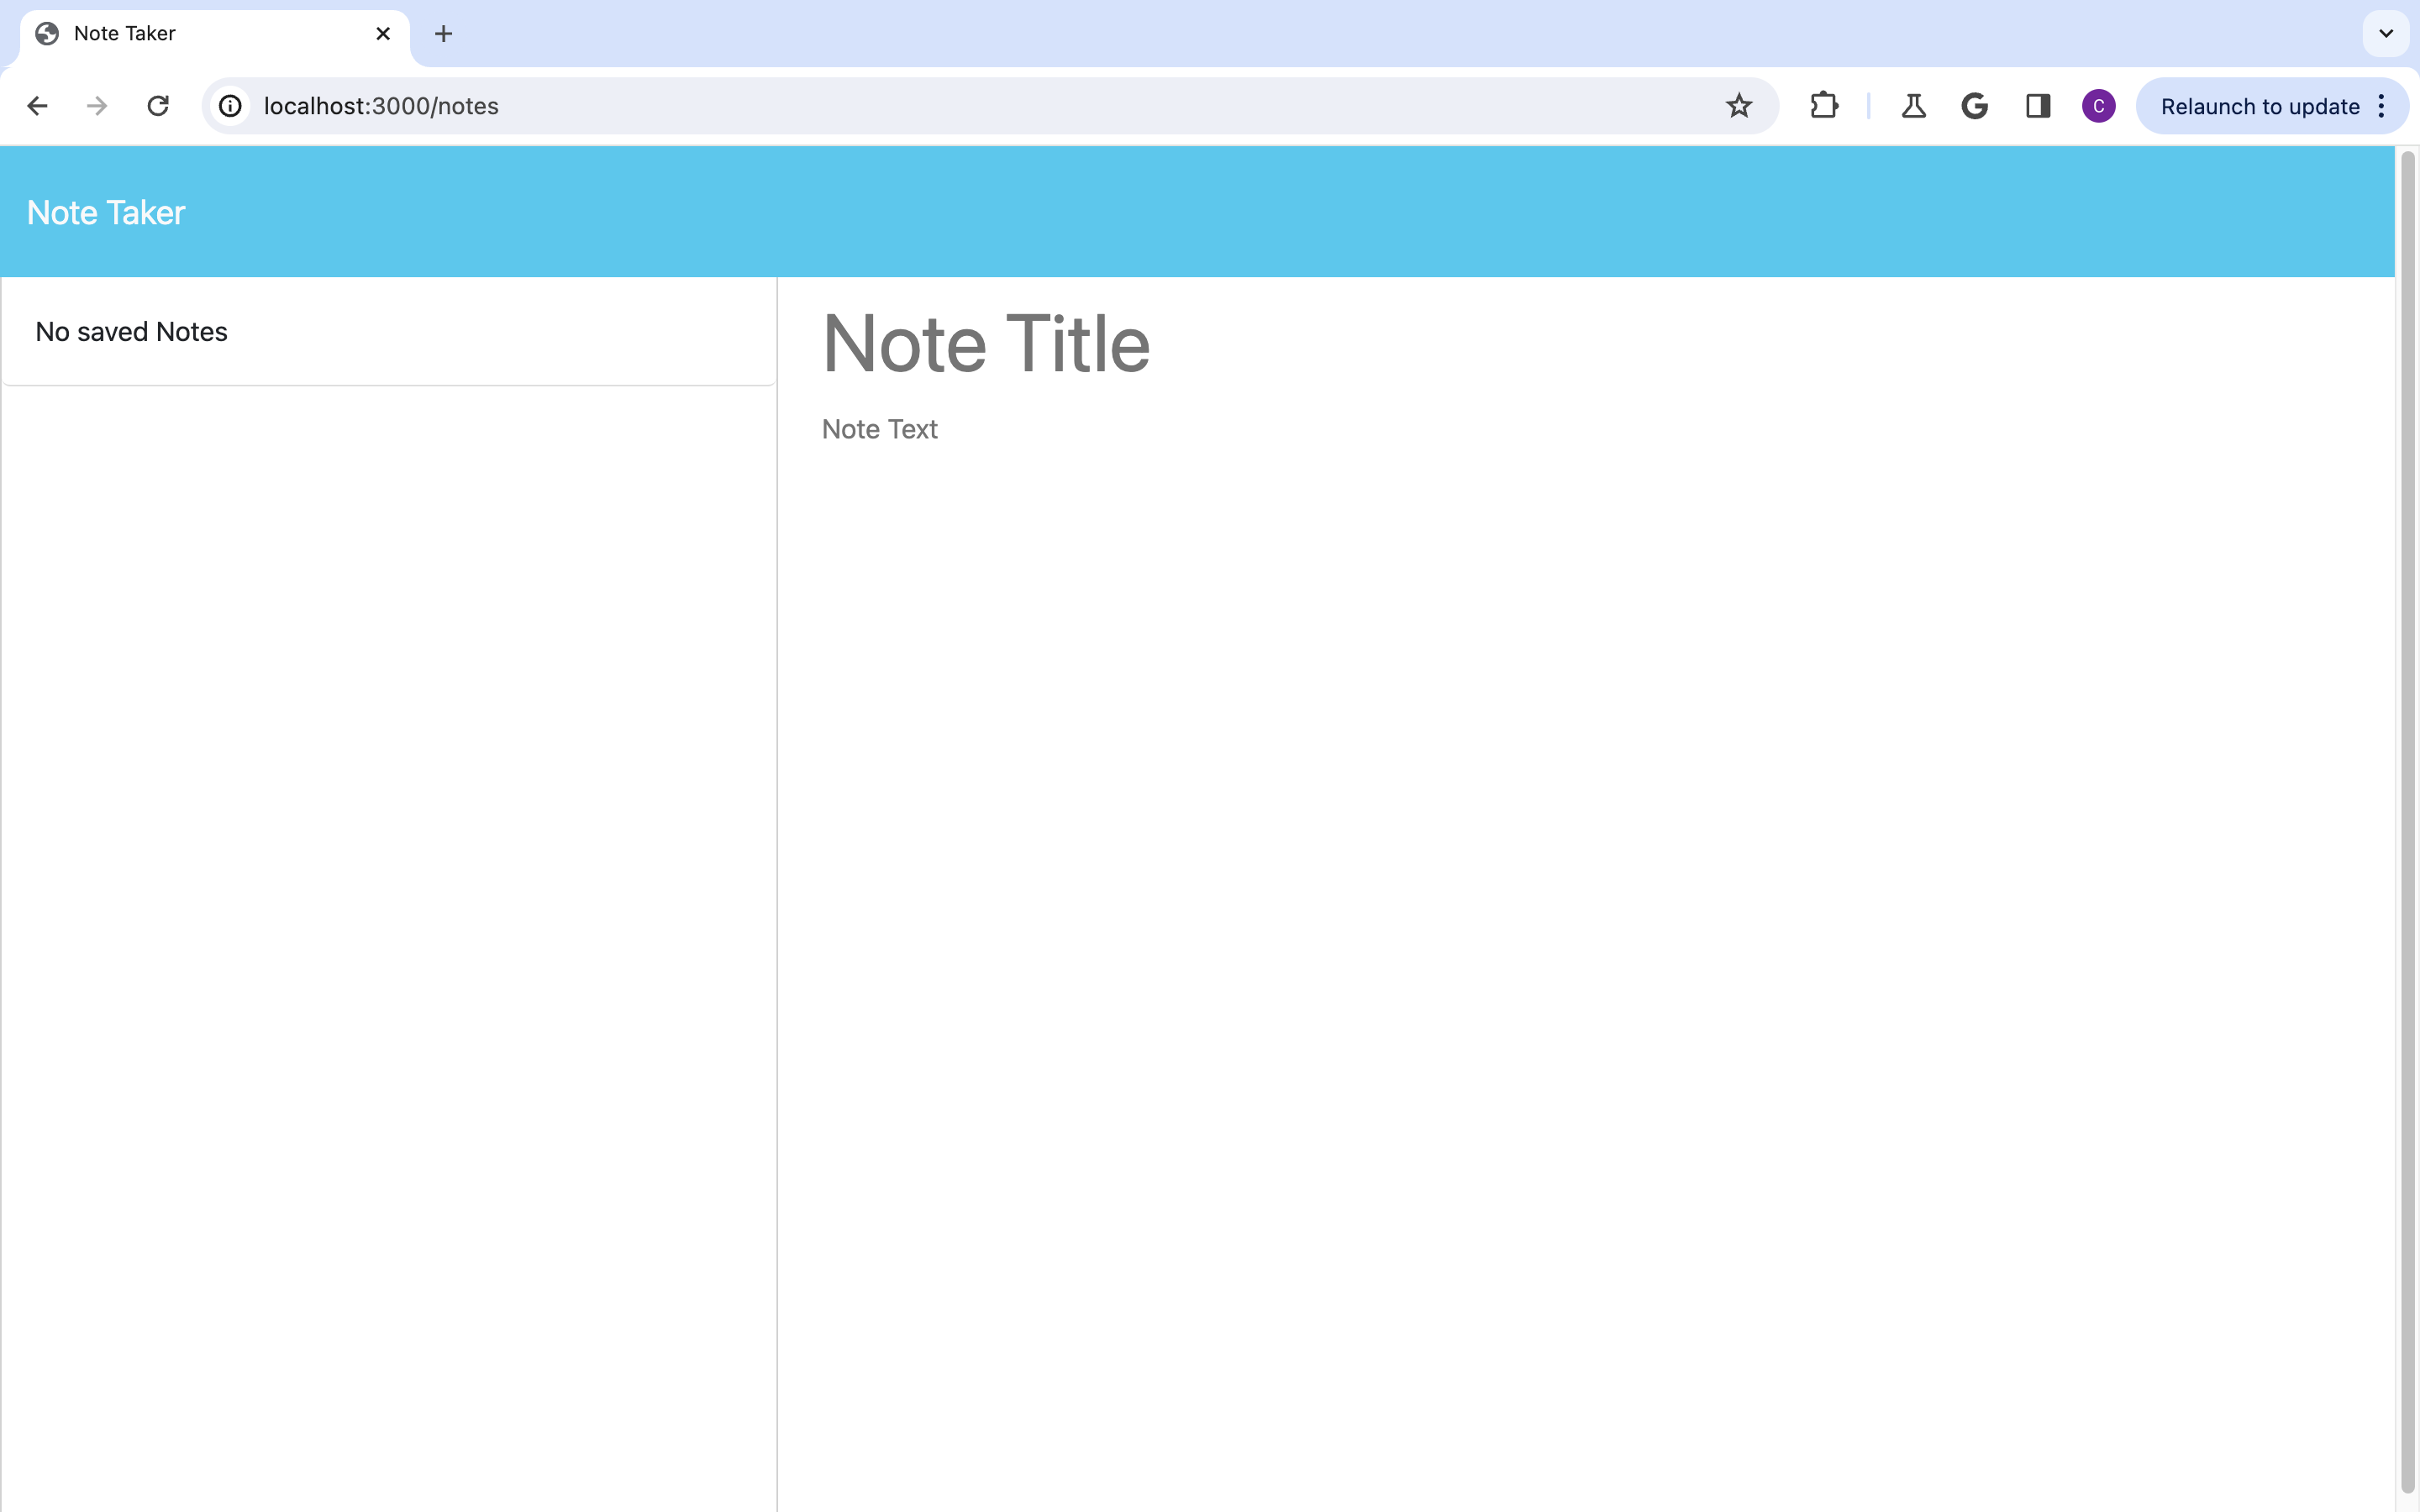 Note Taker
localhost:3000/notes
C
Relaunch to update
Note Taker
No saved Notes
Note Title
Note Text